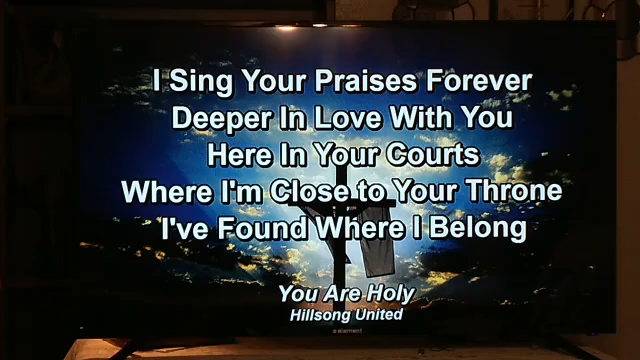 I Sing Your Praises Forever
Deeper In Love With You
Here In Your Courts
Where I'm Close to Your Throne
I've Found Where I Belong
You Are Holy
Hillsong United
element